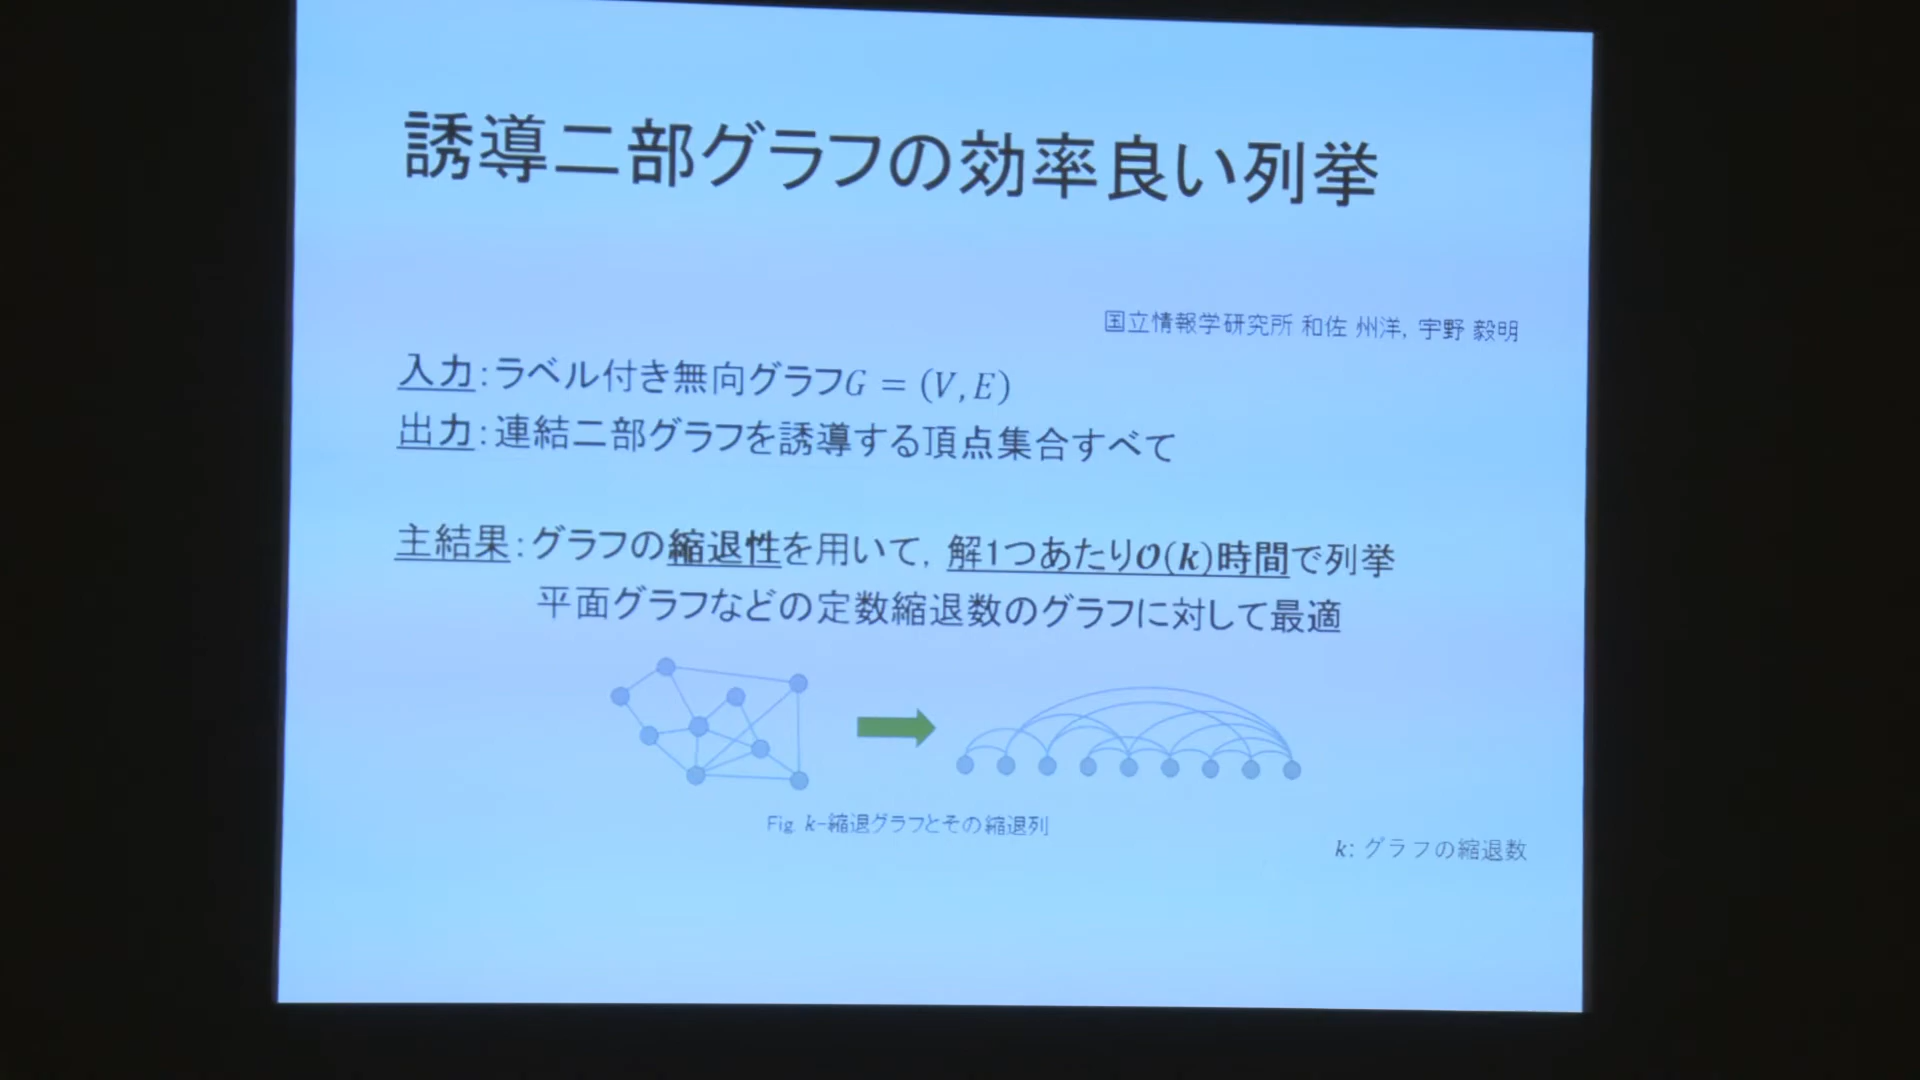 誘導二部グラフの効率良い列挙
国立情報学研究所 和佐 州洋, 宇野 毅明
入力:ラベル付き無向グラフG = (V, E)
出力:連結二部グラフを誘導する頂点集合すべて
主結果:グラフの縮退性を用いて, 解1つあたりO(k)時間で列挙
平面グラフなどの定数縮退数のグラフに対して最適
Fig. k-縮退グラフとその縮退列
k: グラフの縮退数